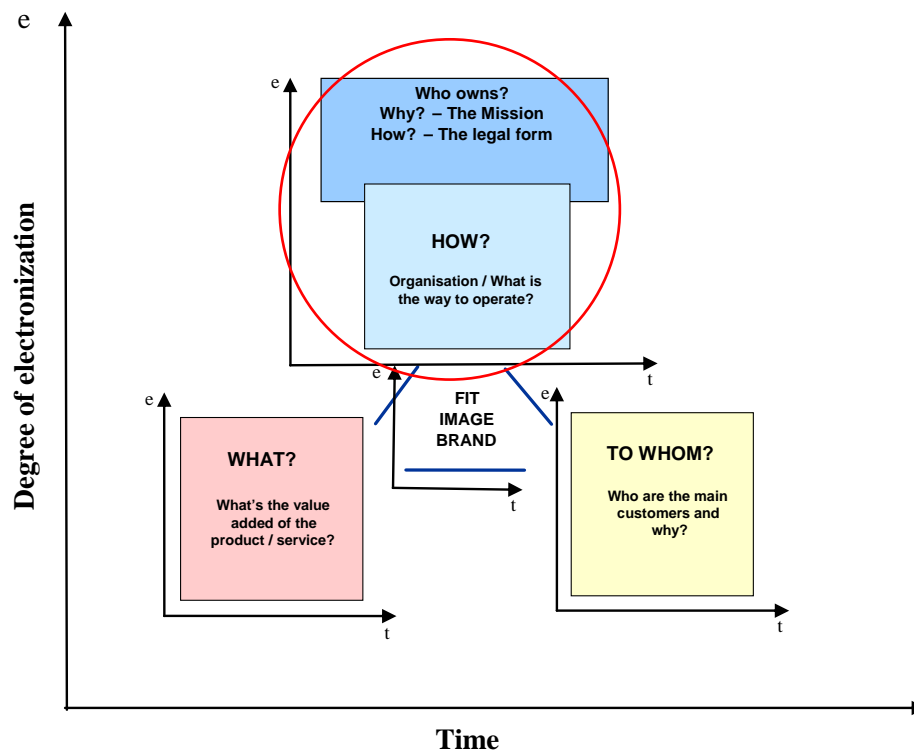 e
e
Who owns?
Why? – The Mission
How? – The legal form
HOW?
Organisation / What is
the way to operate?
t
e
FIT
IMAGE
BRAND
t
e
WHAT?
What's the value
added of the
product / service?
t
e
TO WHOM?
Who are the main
customers and
why?
t
Degree of electronization
Time